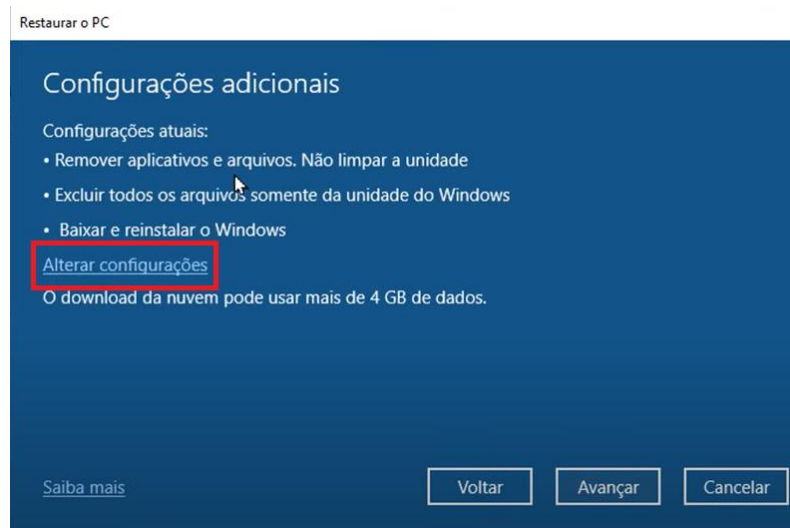 Restaurar o PC
Configurações adicionais
Configurações atuais:
• Remover aplicativos e arquivos. Não limpar a unidade
• Excluir todos os arquivos somente da unidade do Windows
• Baixar e reinstalar o Windows
Alterar configurações
O download da nuvem pode usar mais de 4 GB de dados.
Saiba mais Voltar Avançar Cancelar